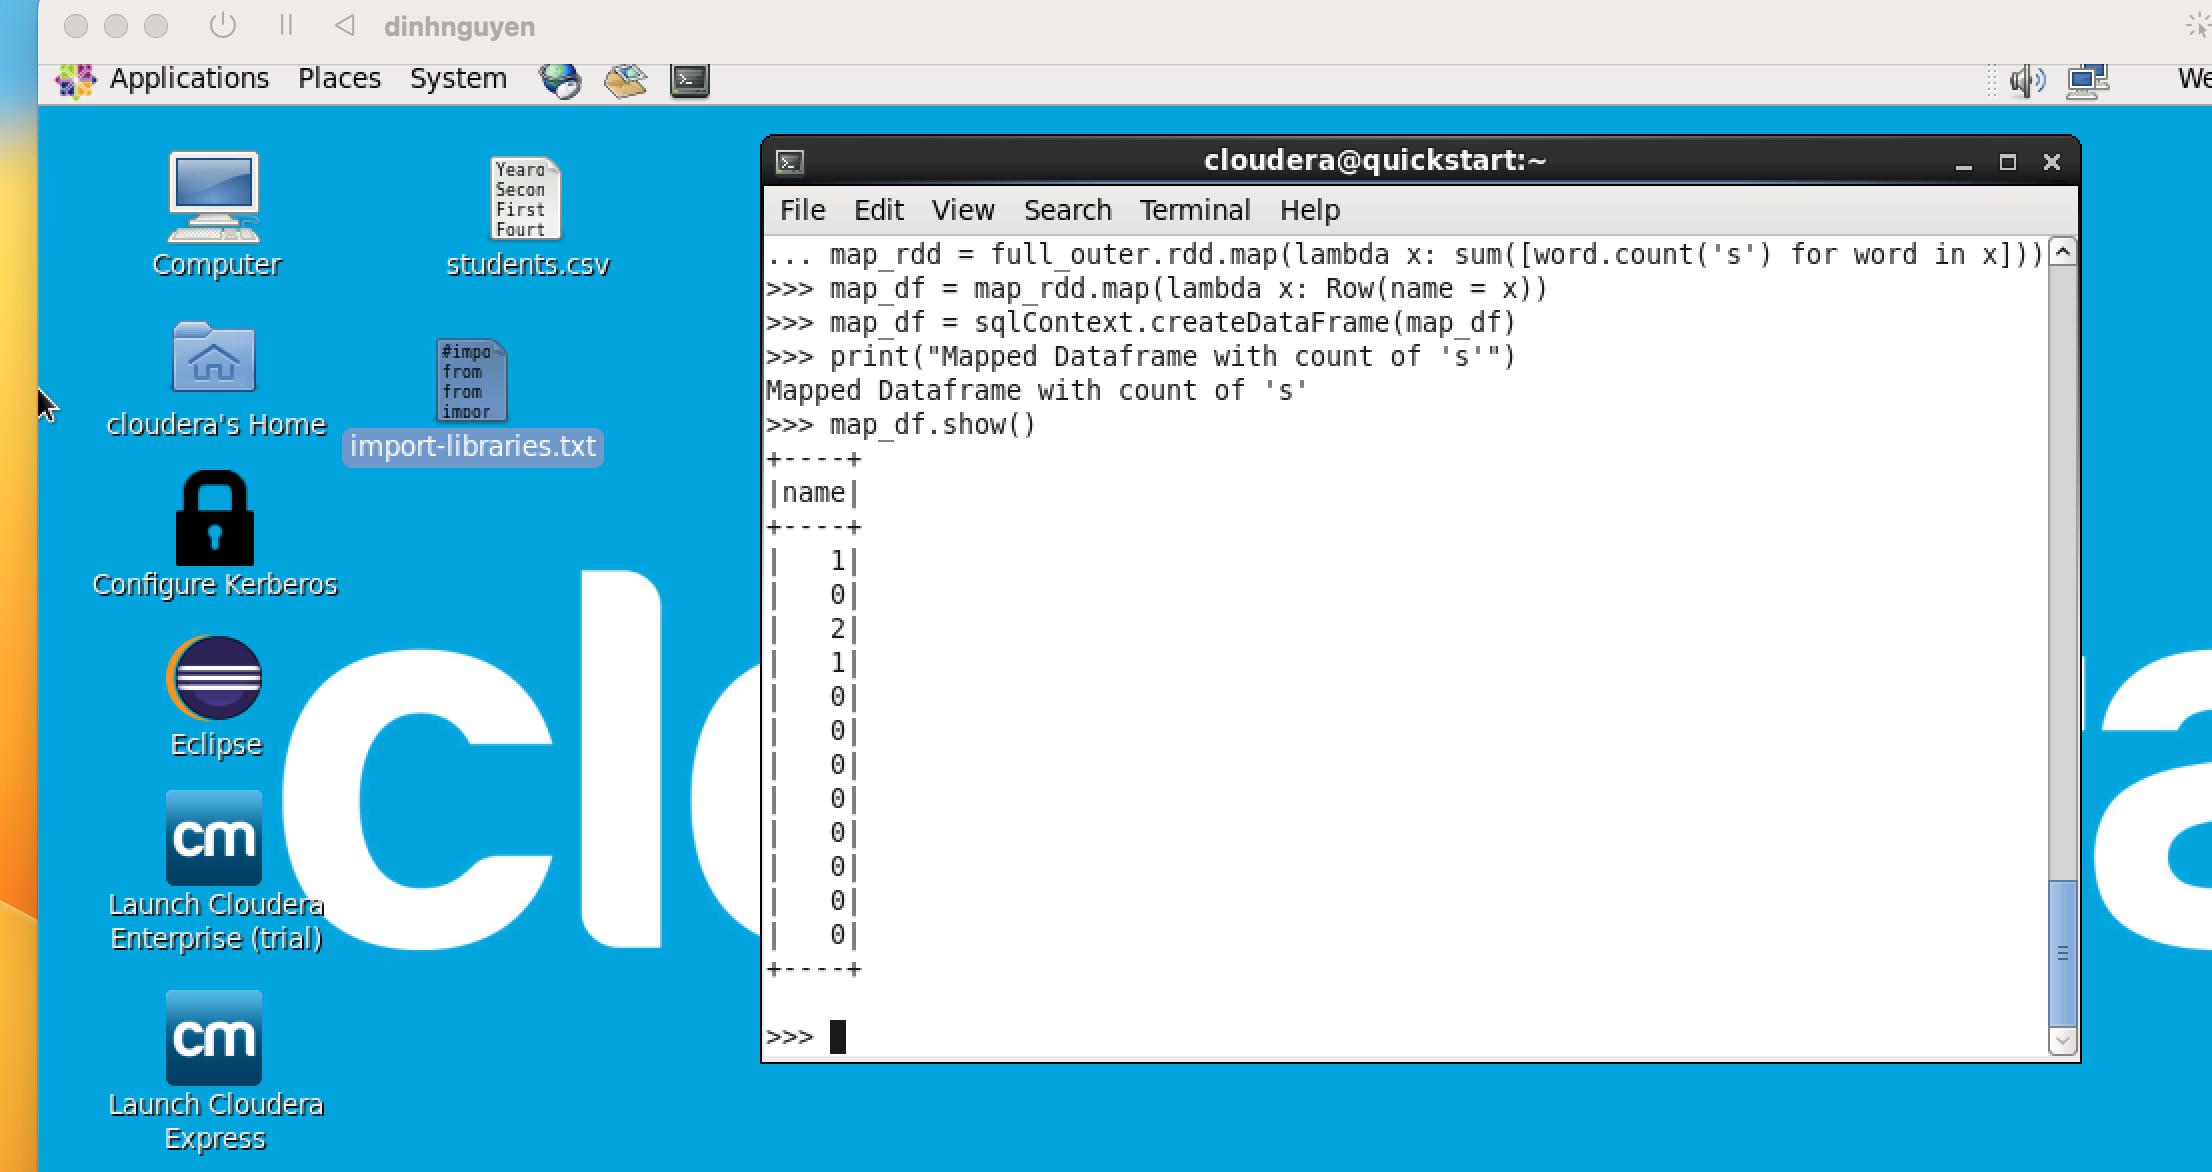 dinhnguyen
Applications Places System
We
Computer
students.csv
Yearo
Secon
First
Fourt
cloudera's Home
import-libraries.txt
#impo
from
from
impor
Configure Kerberos
Eclipse
cm
Launch Cloudera
Enterprise (trial)
cm
Launch Cloudera
Express
cl
a
cloudera@quickstart:~
File Edit View Search Terminal Help
... map_rdd = full_outer.rdd.map(lambda x: sum([word.count('s') for word in x]))
>>> map_df = map_rdd.map(lambda x: Row(name = x))
>>> map_df = sqlContext.createDataFrame(map_df)
>>> print("Mapped Dataframe with count of 's'")
Mapped Dataframe with count of 's'
>>> map_df.show()
+----+
|name|
+----+
|   1|
|   0|
|   2|
|   1|
|   0|
|   0|
|   0|
|   0|
|   0|
|   0|
|   0|
|   0|
+----+
>>>